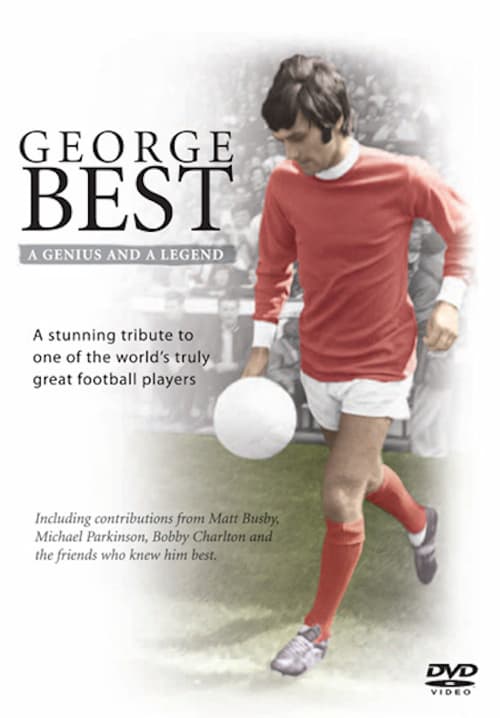 GEORGE
BEST
A GENIUS AND A LEGEND
A stunning tribute to
one of the world's truly
great football players
Including contributions from Matt Busby,
Michael Parkinson, Bobby Charlton and
the friends who knew him best.
DVD
VIDEO